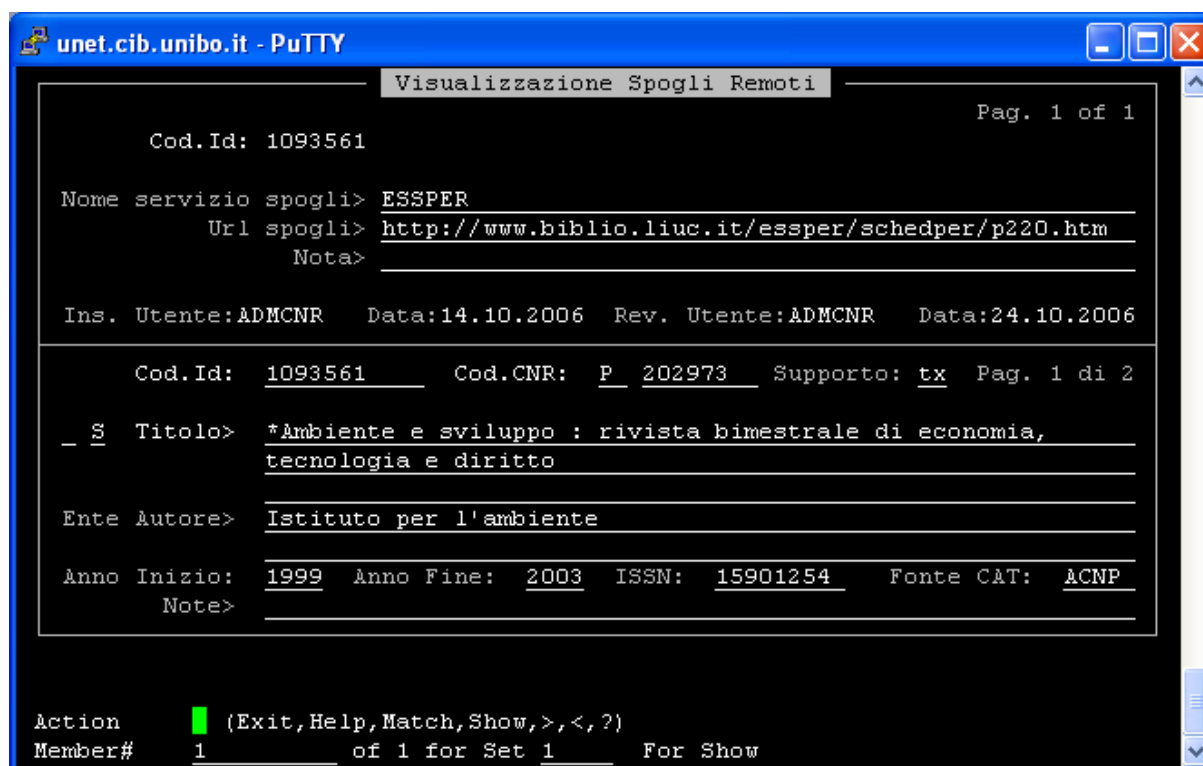 unet.cib.unibo.it - PuTTY
Visualizzazione Spogli Remoti
Pag. 1 of 1
Cod.Id: 1093561
Nome servizio spogli> ESSPER
Url spogli> http://www.biblio.liuc.it/essper/schedper/p220.htm
Nota>
Ins. Utente:ADMCNR Data:14.10.2006 Rev. Utente:ADMCNR Data:24.10.2006
Cod.Id: 1093561 Cod.CNR: P 202973 Supporto: tx Pag. 1 di 2
_ S Titolo> *Ambiente e sviluppo : rivista bimestrale di economia,
tecnologia e diritto
Ente Autore> Istituto per l'ambiente
Anno Inizio: 1999 Anno Fine: 2003 ISSN: 15901254 Fonte CAT: ACNP
Note>
Action (Exit,Help,Match,Show,>,<,?)
Member# 1 of 1 for Set 1 For Show